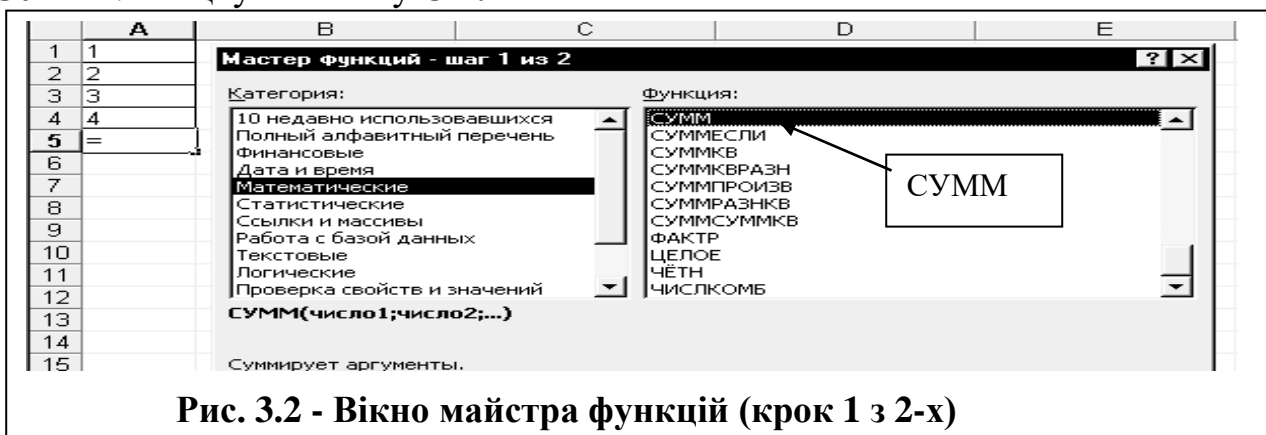 A B C D E
1 1
2 2
3 3
4 4
5 =
6
7
8
9
10
11
12
13
14
15
Мастер функций - шаг 1 из 2 ? ×
Категория: Функция:
10 недавно использовавшихся СУММ
Полный алфавитный перечень СУММЕСЛИ
Финансовые СУММКВ
Дата и время СУММКВРАЗН
Математические СУММПРОИЗВ
Статистические СУММРАЗНКВ
Ссылки и массивы СУММСУММКВ
Работа с базой данных ФАКТР
Текстовые ЦЕЛОЕ
Логические ЧЁТН
Проверка свойств и значений ЧИСЛКОМБ
СУММ
СУММ(число1;число2;...)
Суммирует аргументы.
Рис. 3.2 - Вікно майстра функцій (крок 1 з 2-х)